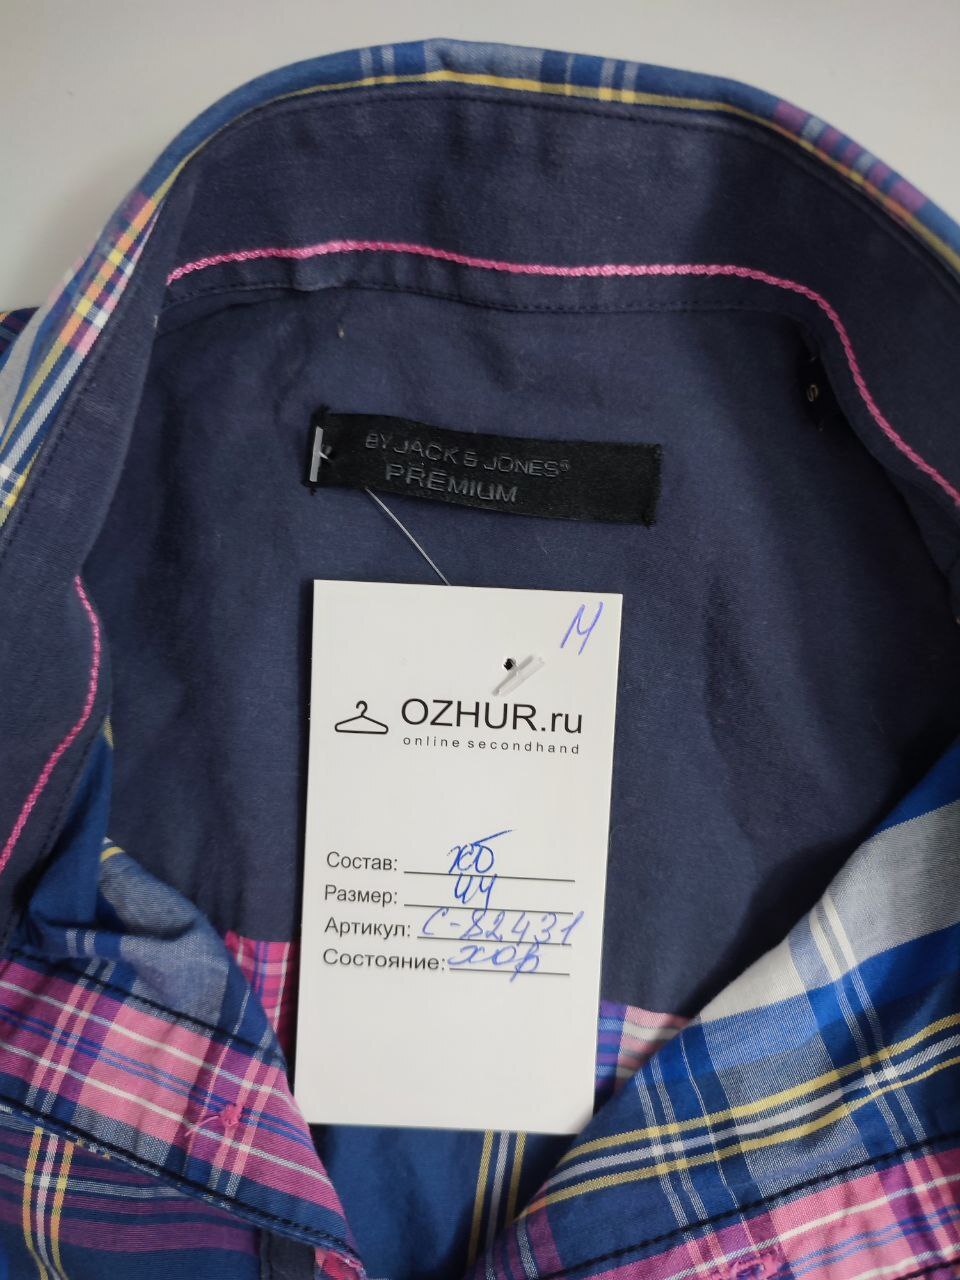 S
BY JACK & JONES®
PREMIUM
М
OZHUR.ru
online secondhand
Состав: хб
Размер: 44
Артикул: С-82431
Состояние: хор